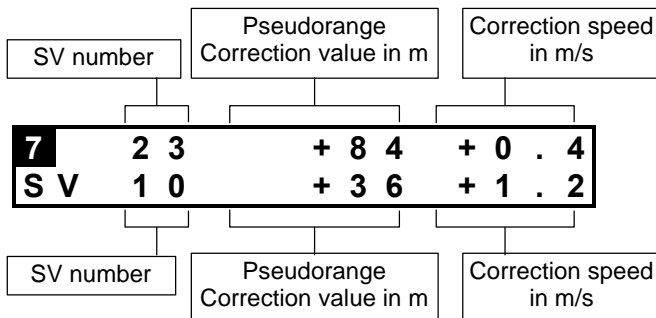 SV number
Pseudorange
Correction value in m
Correction speed
in m/s
7 23 +84 +0.4
SV 10 +36 +1.2
SV number
Pseudorange
Correction value in m
Correction speed
in m/s